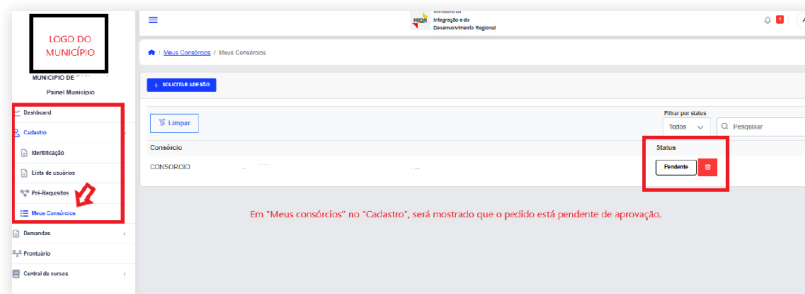 LOGO DO
MUNICÍPIO
MUNICIPIO DE
Painel Município
Dashboard
Cadastro
Identificação
Lista de usuários
Pré-Requisitos
Meus Consórcios
Demandas
Prontuário
Central de cursos
MIDR
Integração e do
Desenvolvimento Regional
/ Meus Consórcios / Meus Consórcios
+ SOLICITAR ADESÃO
Limpar
Filtrar por status
Todos
Pesquisar
Consórcio
Status
CONSORCIO
Pendente
Em "Meus consórcios" no "Cadastro", será mostrado que o pedido está pendente de aprovação.